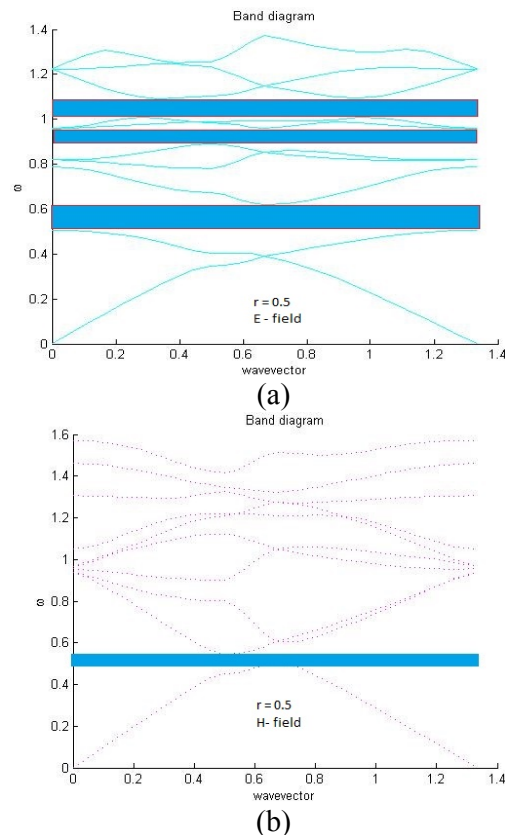 Band diagram
1.4
1.2
1
0.8
0.6
0.4
0.2
0
ω
r = 0.5
E - field
0 0.2 0.4 0.6 0.8 1 1.2 1.4
wavevector
(a)
Band diagram
1.6
1.4
1.2
1
0.8
0.6
0.4
0.2
0
ω
r = 0.5
H- field
0 0.2 0.4 0.6 0.8 1 1.2 1.4
wavevector
(b)